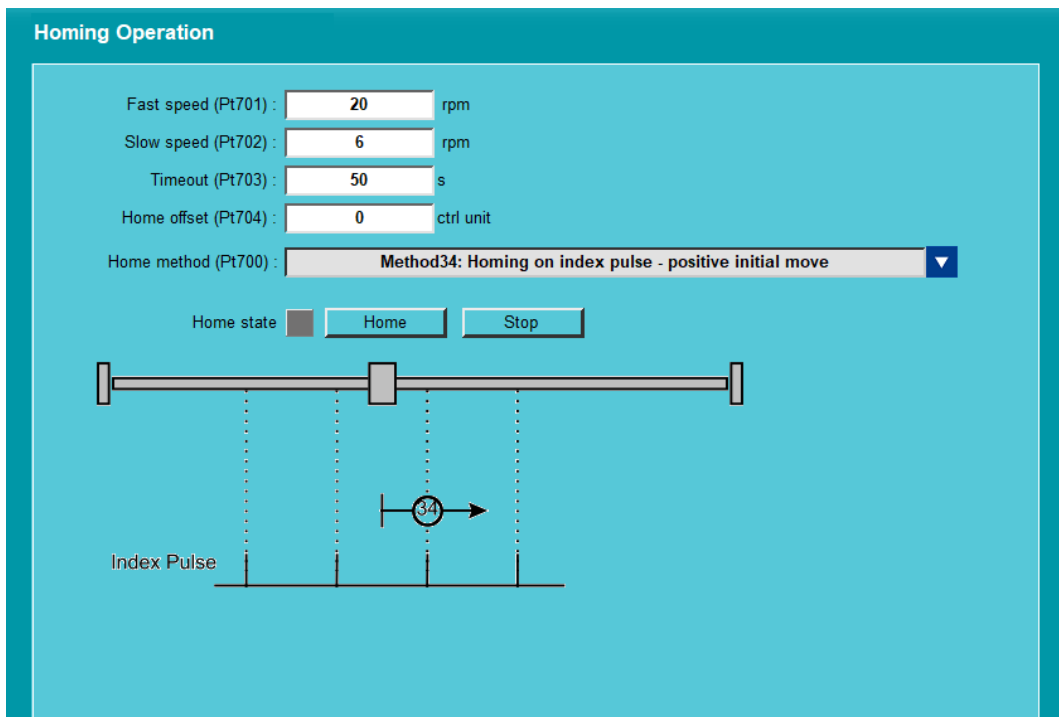 Homing Operation
Fast speed (Pt701) : 20 rpm
Slow speed (Pt702) : 6 rpm
Timeout (Pt703) : 50 s
Home offset (Pt704) : 0 ctrl unit
Home method (Pt700) : Method34: Homing on index pulse - positive initial move
Home state Home Stop
34
Index Pulse